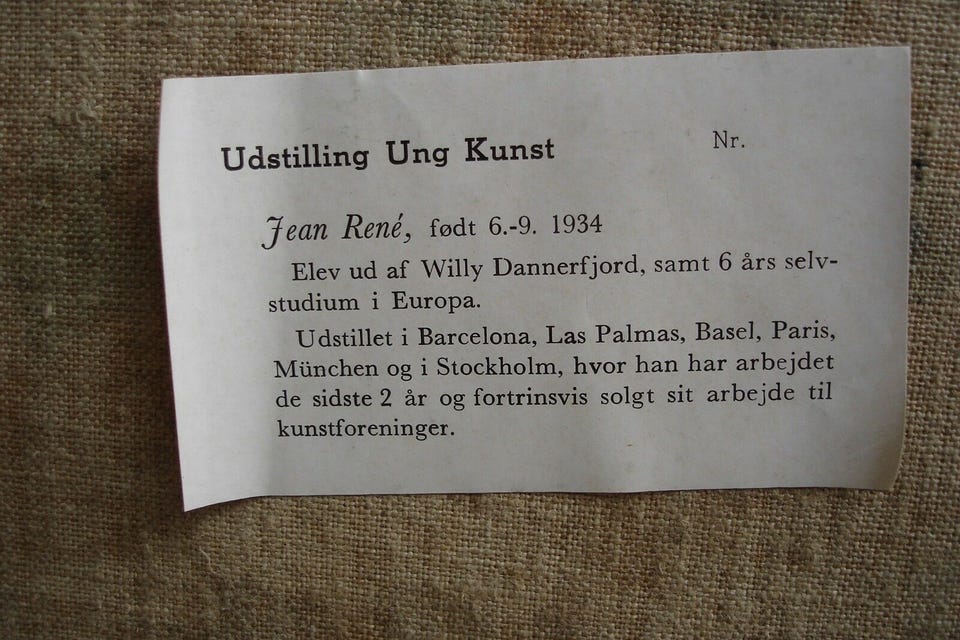 Udstilling Ung Kunst Nr.
Jean René, født 6.-9. 1934
Elev ud af Willy Dannerfjord, samt 6 års selv-
studium i Europa.
Udstillet i Barcelona, Las Palmas, Basel, Paris,
München og i Stockholm, hvor han har arbejdet
de sidste 2 år og fortrinsvis solgt sit arbejde til
kunstforeninger.